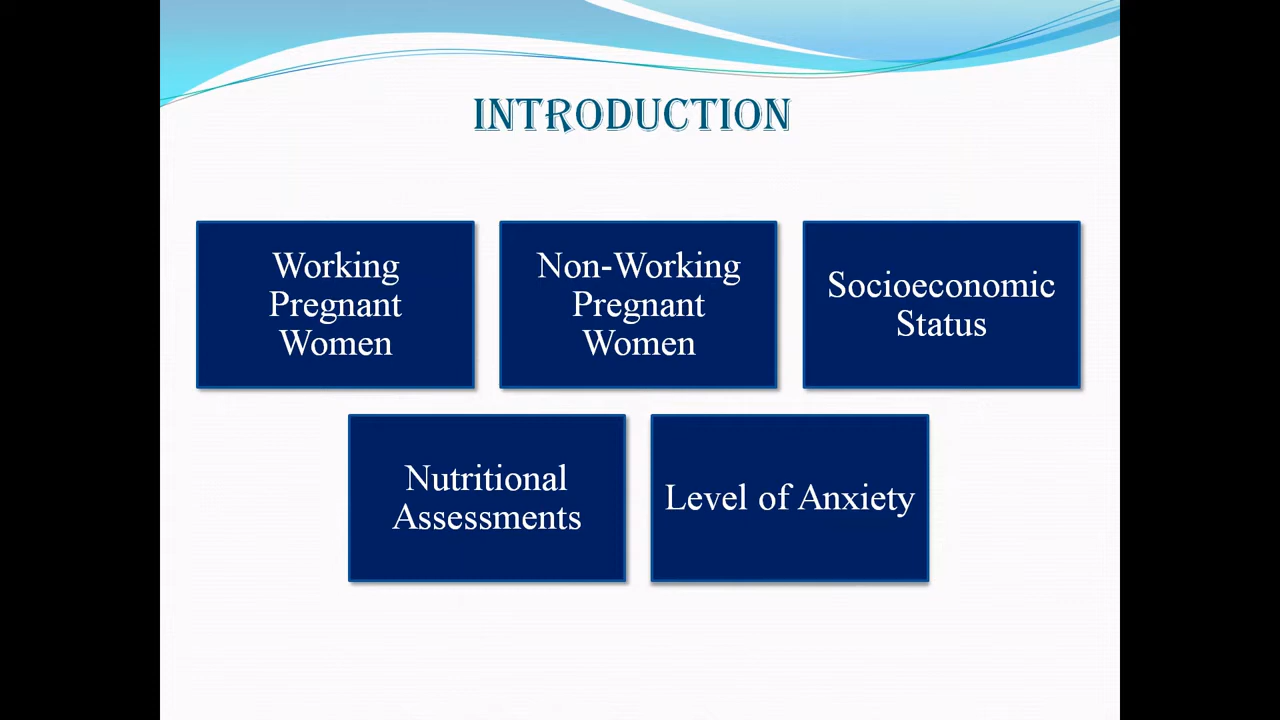 INTRODUCTION
Working
Pregnant
Women
Non-Working
Pregnant
Women
Socioeconomic
Status
Nutritional
Assessments
Level of Anxiety